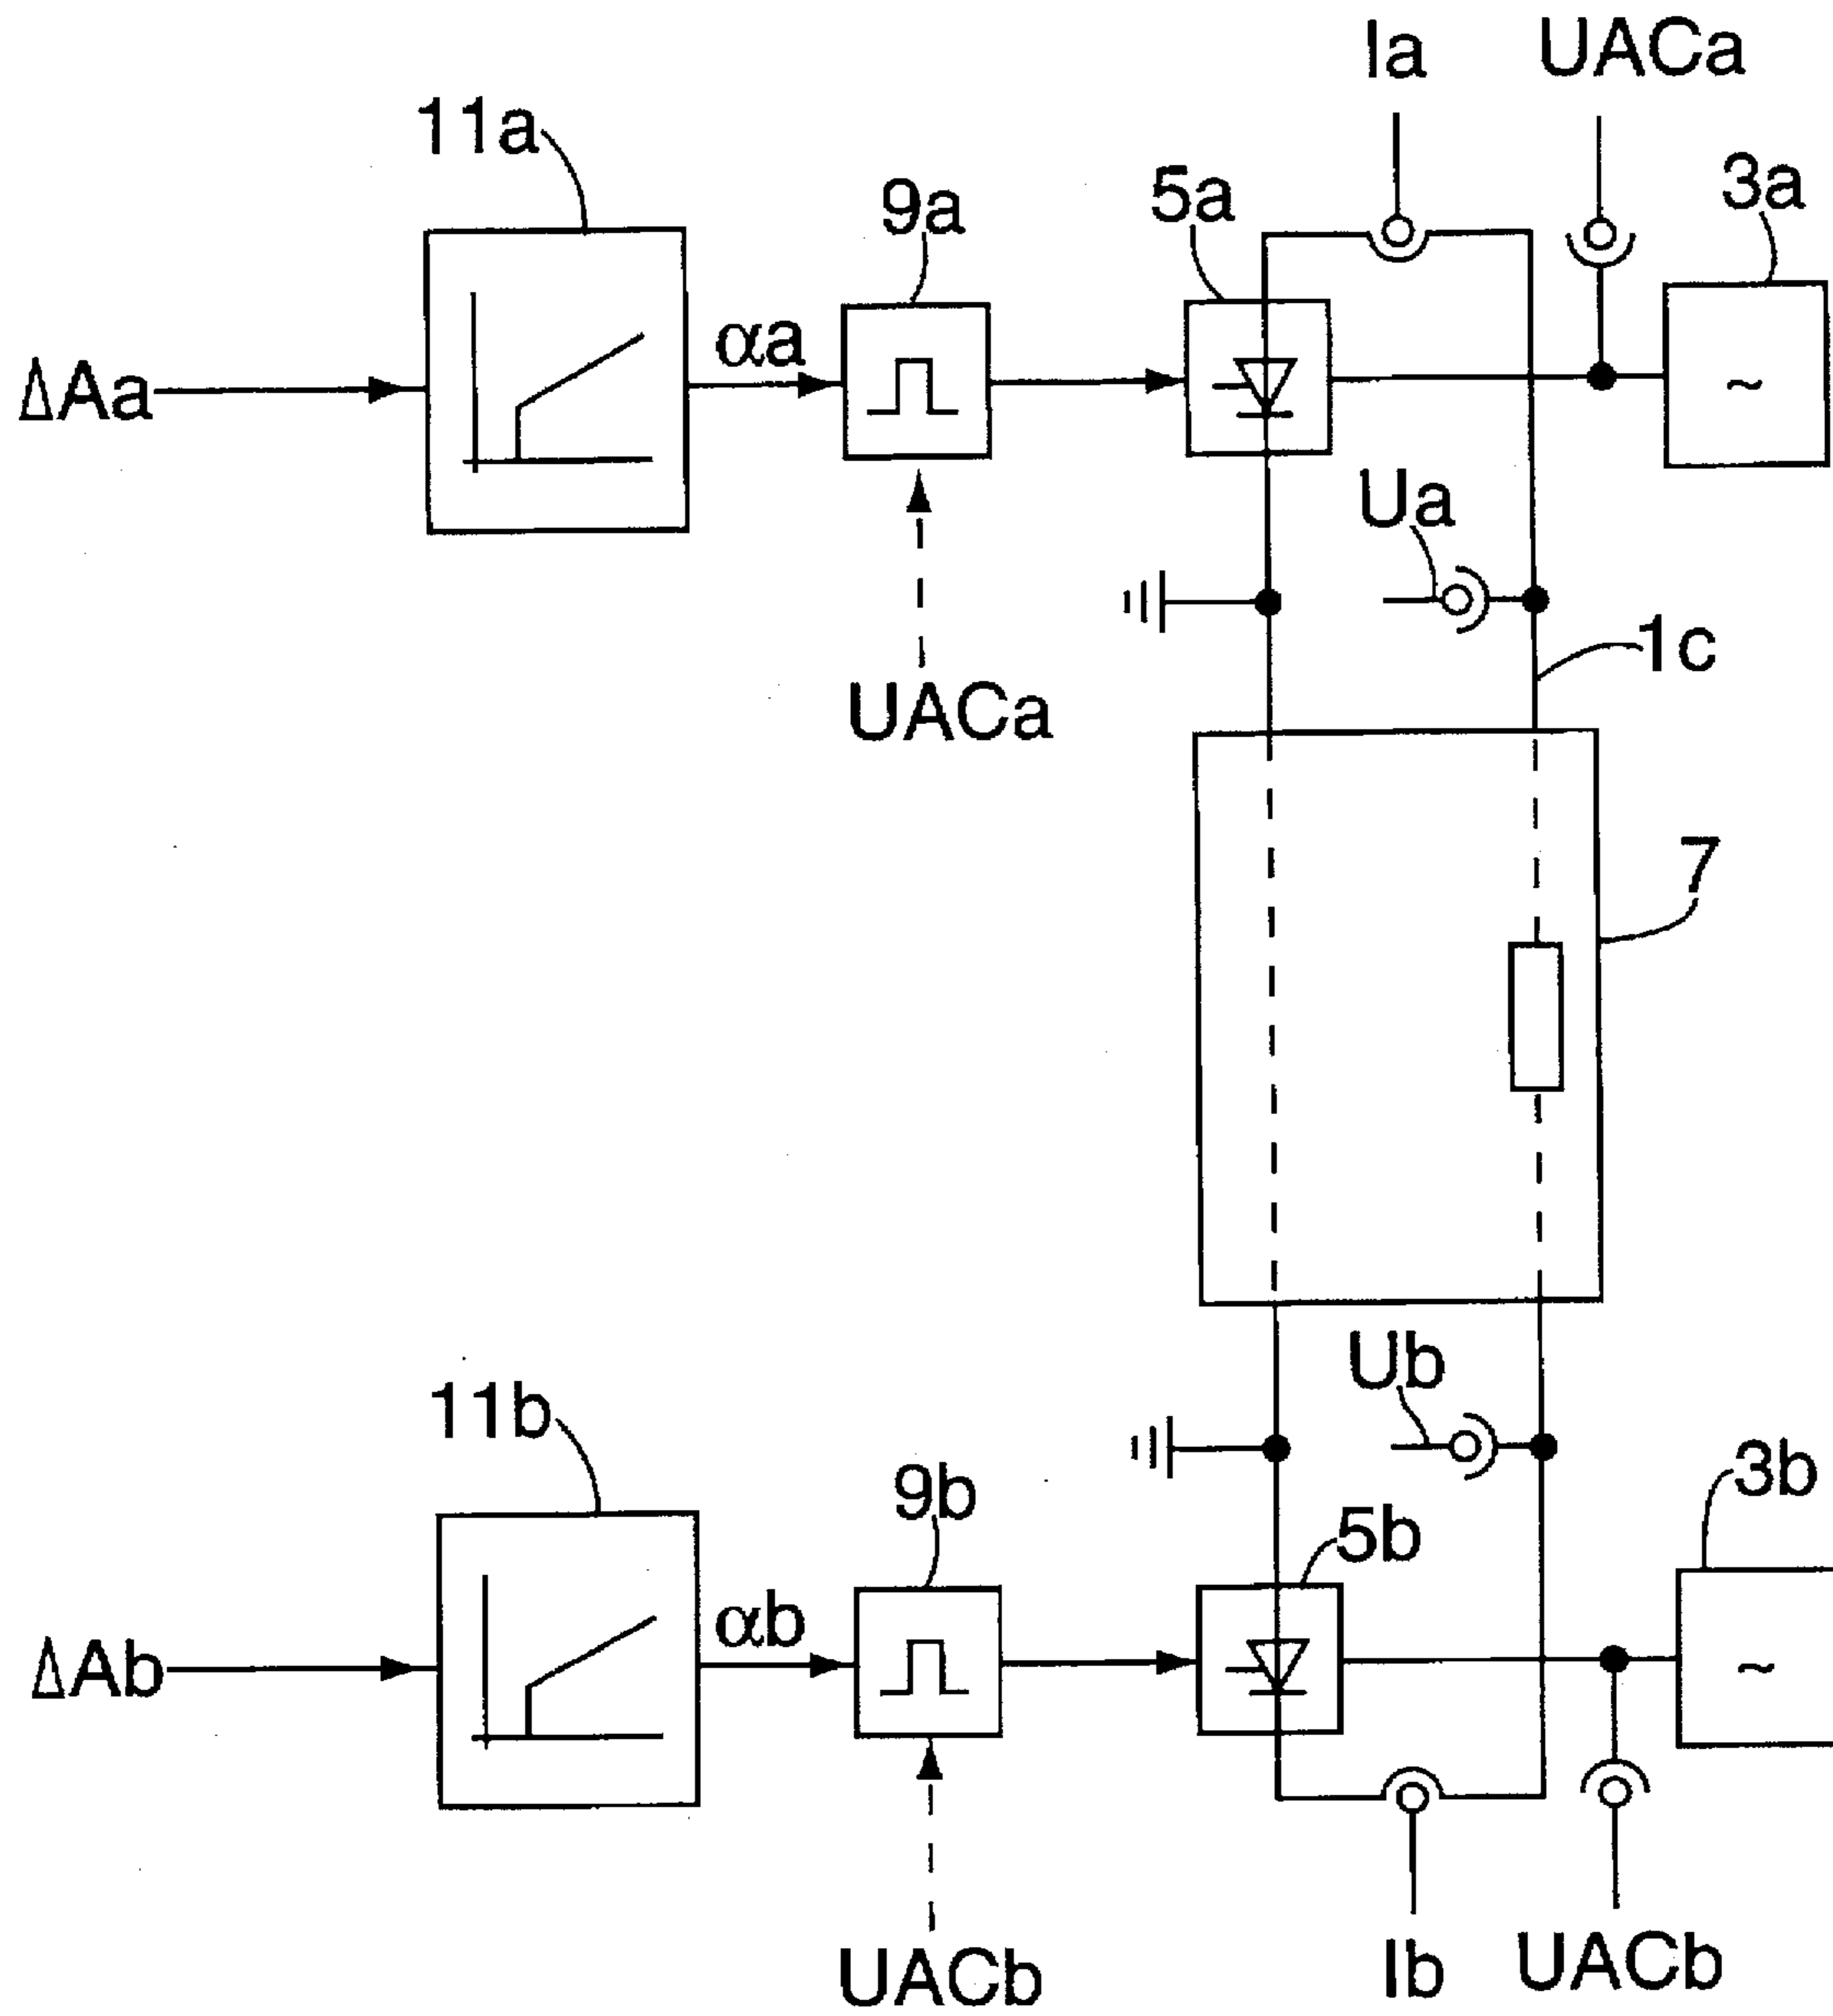 Ia
UACa
11a
9a
5a
3a
ΔAa
αa
~
Ua
UACa
1c
7
Ub
11b
9b
5b
3b
ΔAb
αb
~
UACb
Ib
UACb